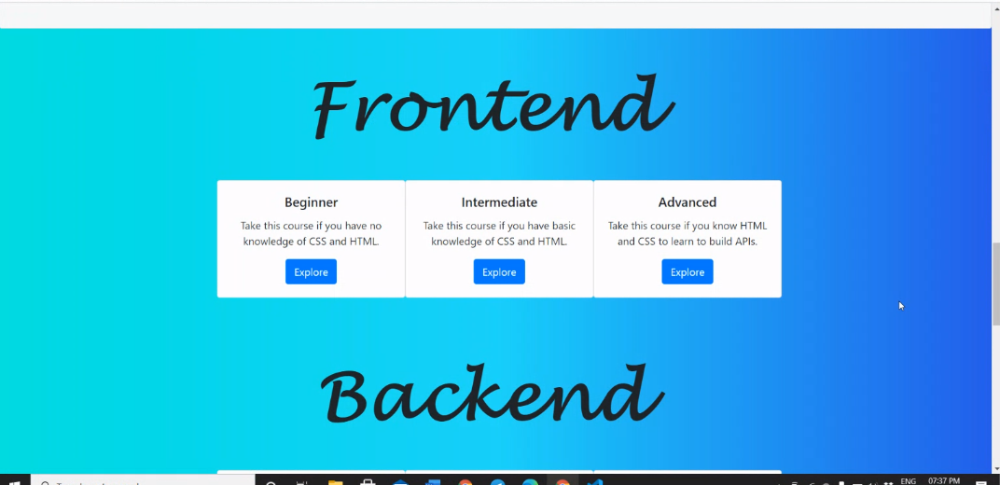 Frontend
Beginner
Take this course if you have no
knowledge of CSS and HTML.
Explore
Intermediate
Take this course if you have basic
knowledge of CSS and HTML.
Explore
Advanced
Take this course if you know HTML
and CSS to learn to build APIs.
Explore
Backend
ENG
07:37 PM